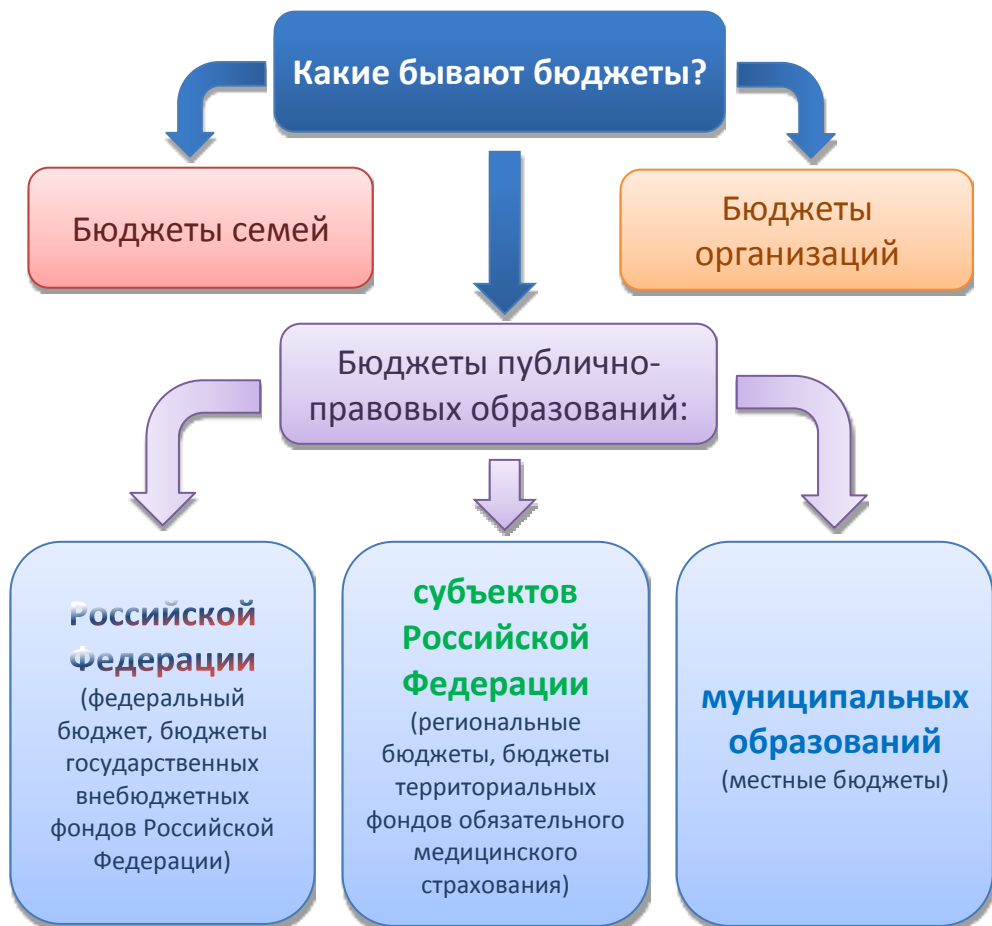 Какие бывают бюджеты?
Бюджеты семей
Бюджеты
организаций
Бюджеты публично-
правовых образований:
Российской
Федерации
(федеральный
бюджет, бюджеты
государственных
внебюджетных
фондов Российской
Федерации)
субъектов
Российской
Федерации
(региональные
бюджеты, бюджеты
территориальных
фондов обязательного
медицинского
страхования)
муниципальных
образований
(местные бюджеты)